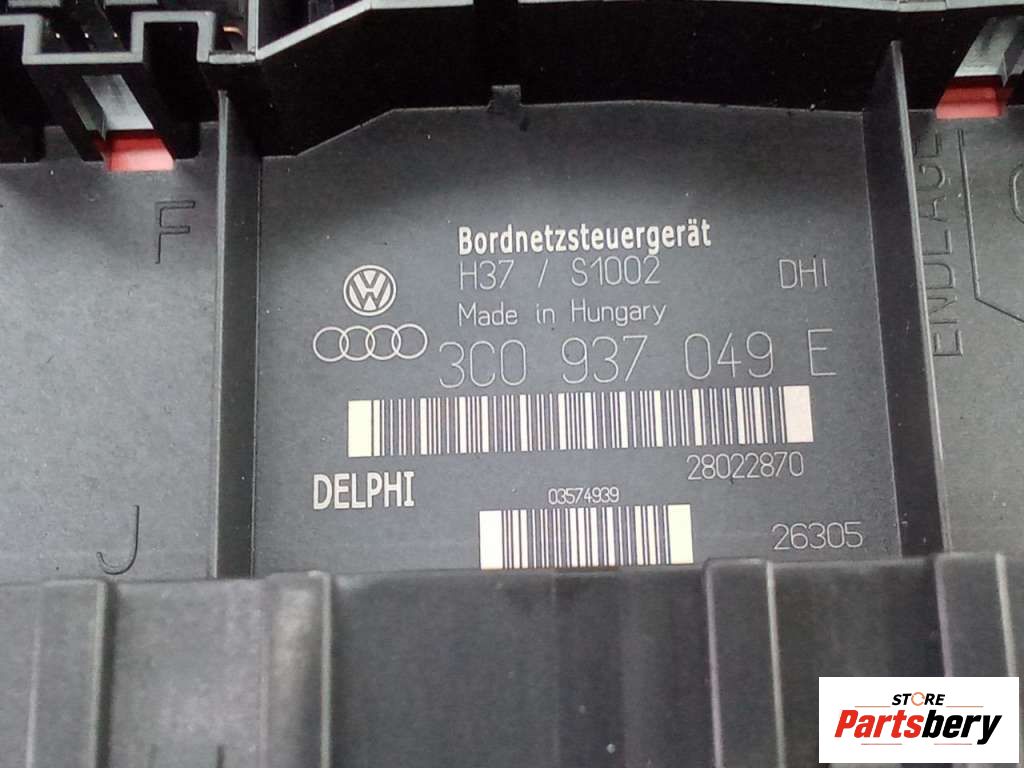 F
Bordnetzsteuergerät
H37 / S1002 DHI
Made in Hungary
3C0 937 049 E
28022870
DELPHI
03574939
26305
J
ENDLAGE
STORE
Partsbery